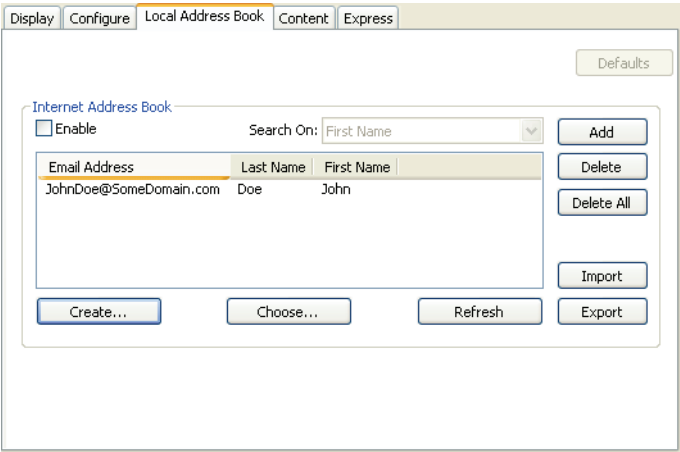 Display Configure Local Address Book Content Express
Defaults
Internet Address Book
Enable Search On: First Name Add
Email Address Last Name First Name Delete
JohnDoe@SomeDomain.com Doe John
Delete All
Import
Create... Choose... Refresh Export